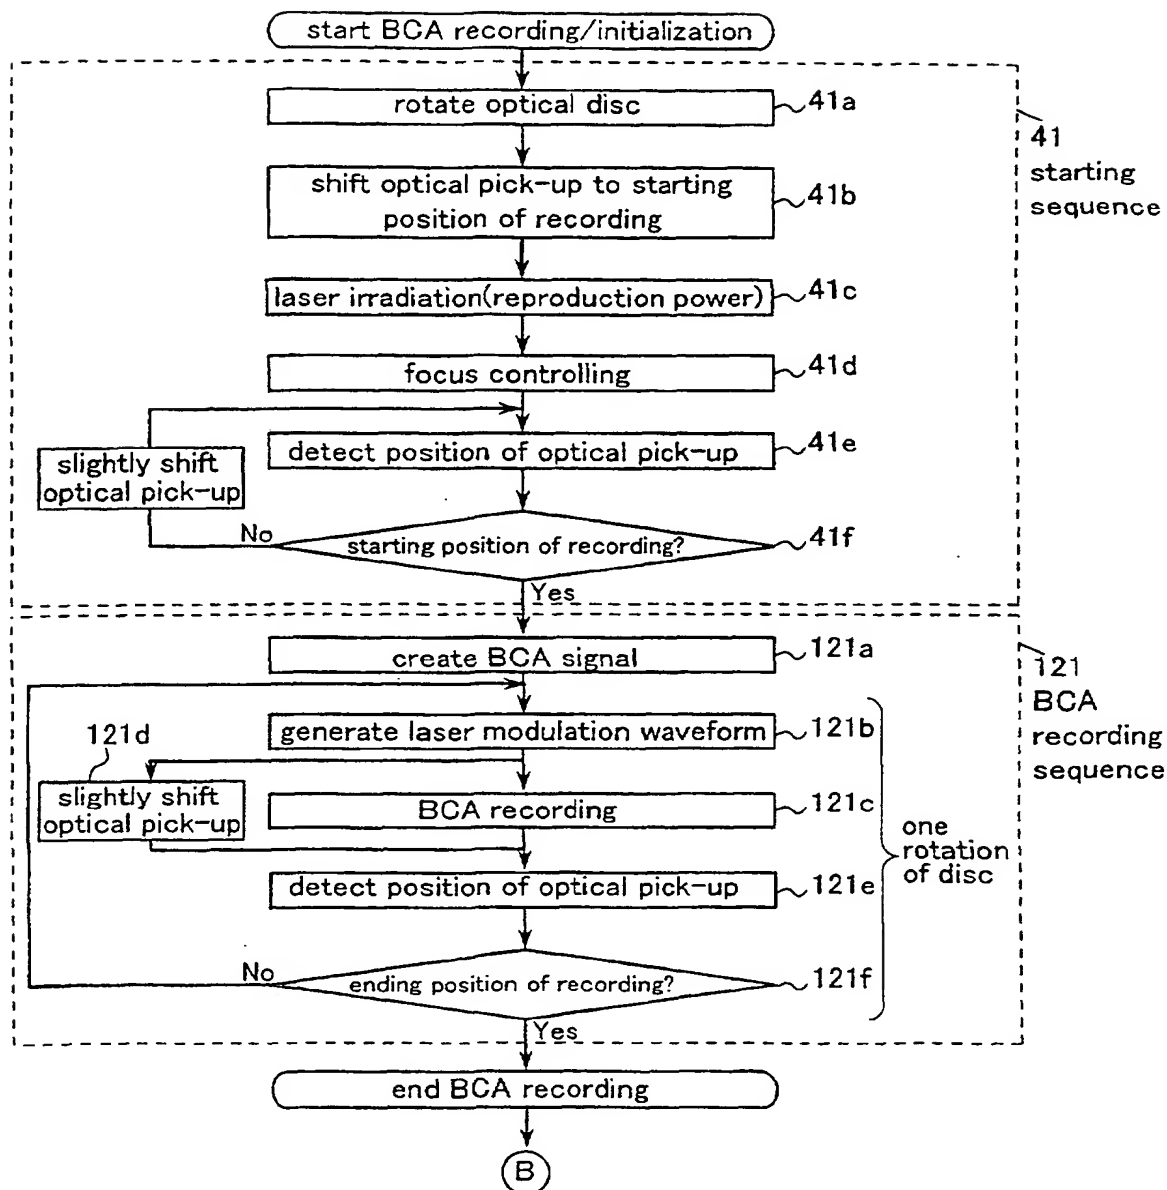 start BCA recording/initialization
rotate optical disc
41a
shift optical pick-up to starting
position of recording
41b
laser irradiation(reproduction power)
41c
focus controlling
41d
detect position of optical pick-up
41e
slightly shift
optical pick-up
No
starting position of recording?
41f
Yes
41
starting
sequence
create BCA signal
121a
generate laser modulation waveform
121b
121d
slightly shift
optical pick-up
BCA recording
121c
detect position of optical pick-up
121e
No
ending position of recording?
121f
Yes
one
rotation
of disc
121
BCA
recording
sequence
end BCA recording
B